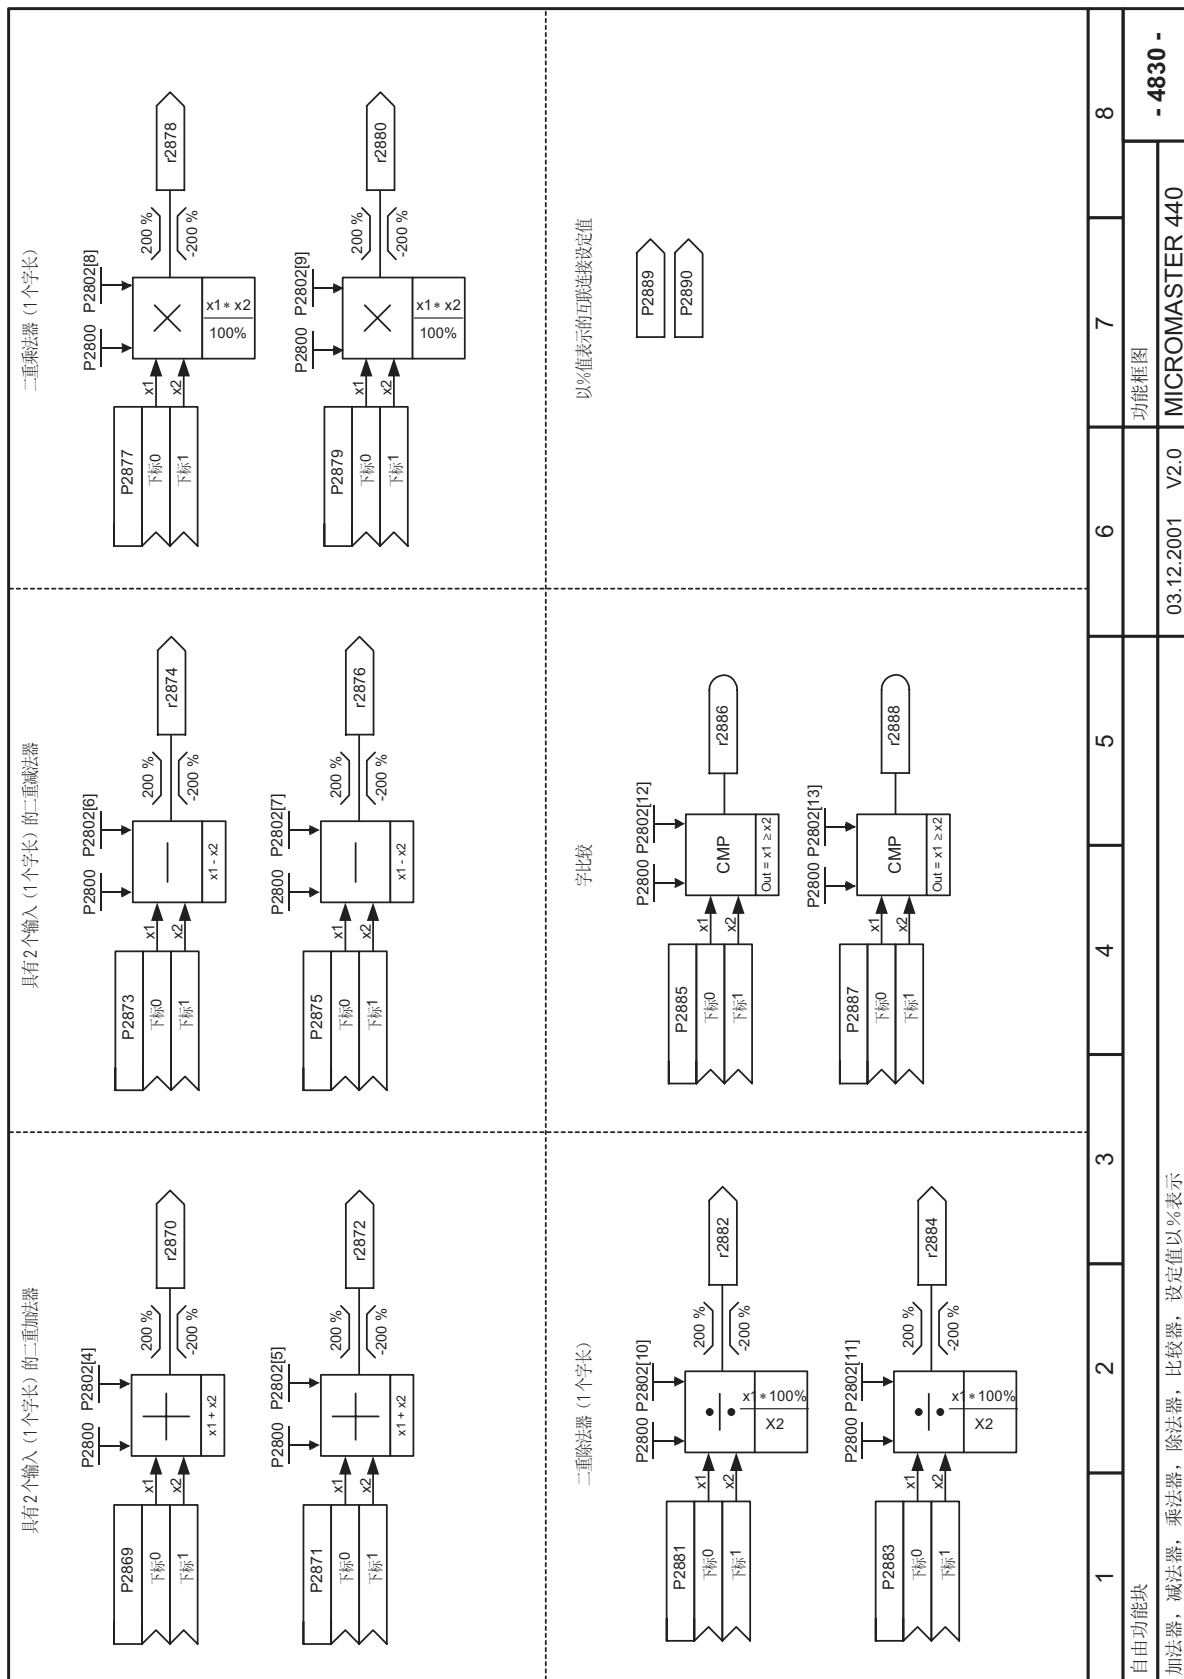 具有2个输入 (1个字长) 的二重加法器
P2800 P2802[4]
P2869
下标0
下标1
x1
x2
x1 + x2
200 %
-200 %
r2870
P2800 P2802[5]
P2871
下标0
下标1
x1
x2
x1 + x2
200 %
-200 %
r2872
具有2个输入 (1个字长) 的二重减法器
P2800 P2802[6]
P2873
下标0
下标1
x1
x2
x1 - x2
200 %
-200 %
r2874
P2800 P2802[7]
P2875
下标0
下标1
x1
x2
x1 - x2
200 %
-200 %
r2876
二重乘法器 (1个字长)
P2800 P2802[8]
P2877
下标0
下标1
x1
x2
x1 * x2
100%
200 %
-200 %
r2878
P2800 P2802[9]
P2879
下标0
下标1
x1
x2
x1 * x2
100%
200 %
-200 %
r2880
二重除法器 (1个字长)
P2800 P2802[10]
P2881
下标0
下标1
x1
x2
x1 * 100%
X2
200 %
-200 %
r2882
P2800 P2802[11]
P2883
下标0
下标1
x1
x2
x1 * 100%
X2
200 %
-200 %
r2884
字比较
P2800 P2802[12]
P2885
下标0
下标1
x1
x2
CMP
Out = x1 ≥ x2
r2886
P2800 P2802[13]
P2887
下标0
下标1
x1
x2
CMP
Out = x1 ≥ x2
r2888
以%值表示的互联连接设定值
P2889
P2890
1 2 3 4 5 6 7 8
自由功能块
功能框图
- 4830 -
加法器，减法器，乘法器，除法器，比较器，设定值以%表示
03.12.2001 V2.0
MICROMASTER 440